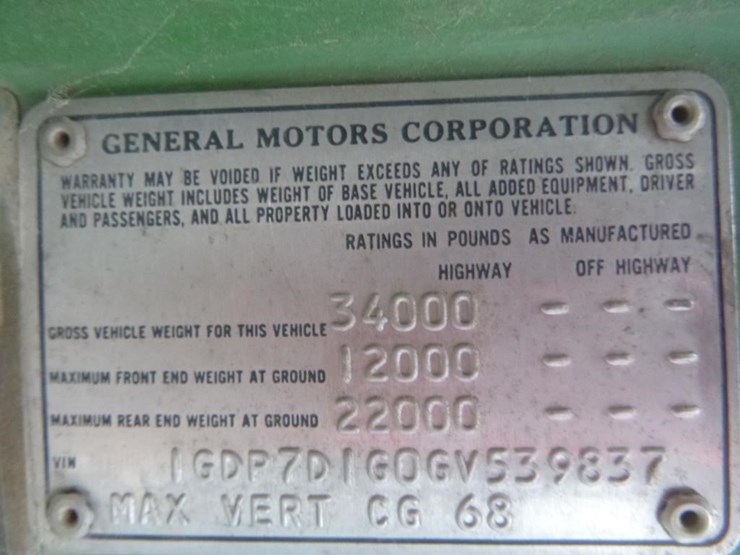 GENERAL MOTORS CORPORATION
WARRANTY MAY BE VOIDED IF WEIGHT EXCEEDS ANY OF RATINGS SHOWN. GROSS
VEHICLE WEIGHT INCLUDES WEIGHT OF BASE VEHICLE, ALL ADDED EQUIPMENT, DRIVER
AND PASSENGERS, AND ALL PROPERTY LOADED INTO OR ONTO VEHICLE.
RATINGS IN POUNDS AS MANUFACTURED
HIGHWAY OFF HIGHWAY
GROSS VEHICLE WEIGHT FOR THIS VEHICLE 34000 - - -
MAXIMUM FRONT END WEIGHT AT GROUND 12000 - - -
MAXIMUM REAR END WEIGHT AT GROUND 22000 - - -
VIN 1GDP7D1G0GV539837
MAX VERT CG 68